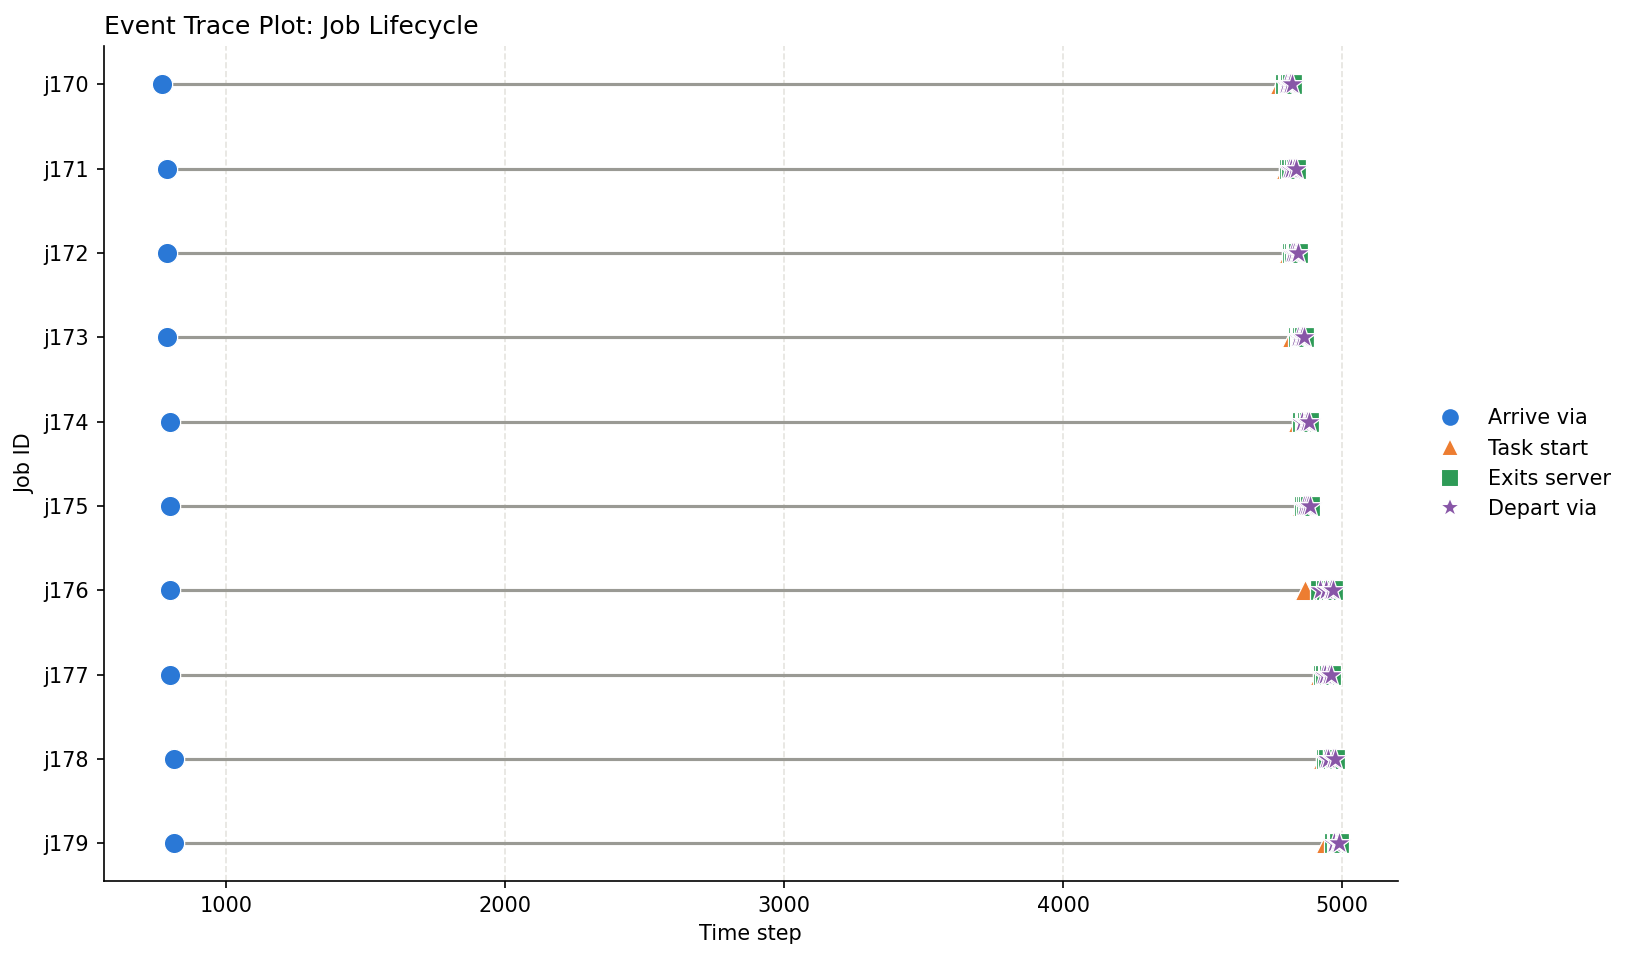 Event Trace Plot: Job Lifecycle
j170
j171
j172
j173
j174
j175
j176
j177
j178
j179
Job ID
1000 2000 3000 4000 5000
Time step
Arrive via
Task start
Exits server
Depart via